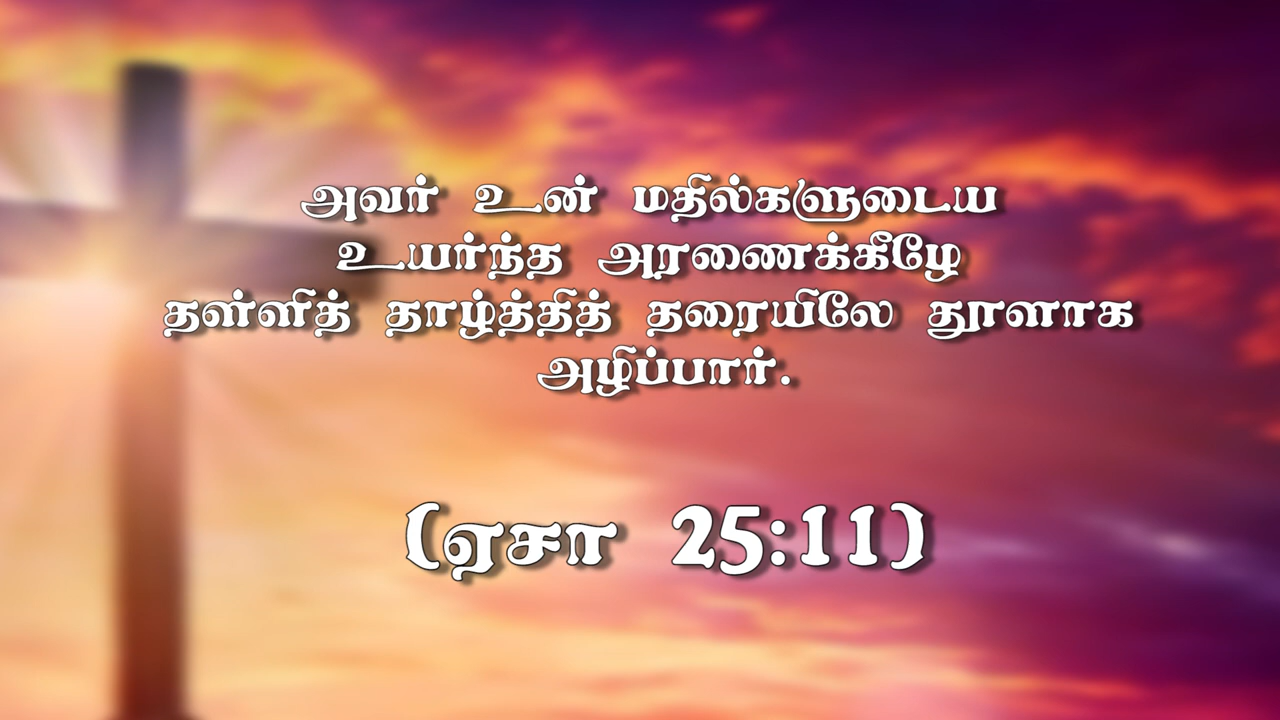 அவர் உன் மதில்களுடைய
உயர்ந்த அரணைக்கீழே
தள்ளித் தாழ்த்தித் தரையிலே தூளாக
அழிப்பார்.
(ஏசா 25:11)